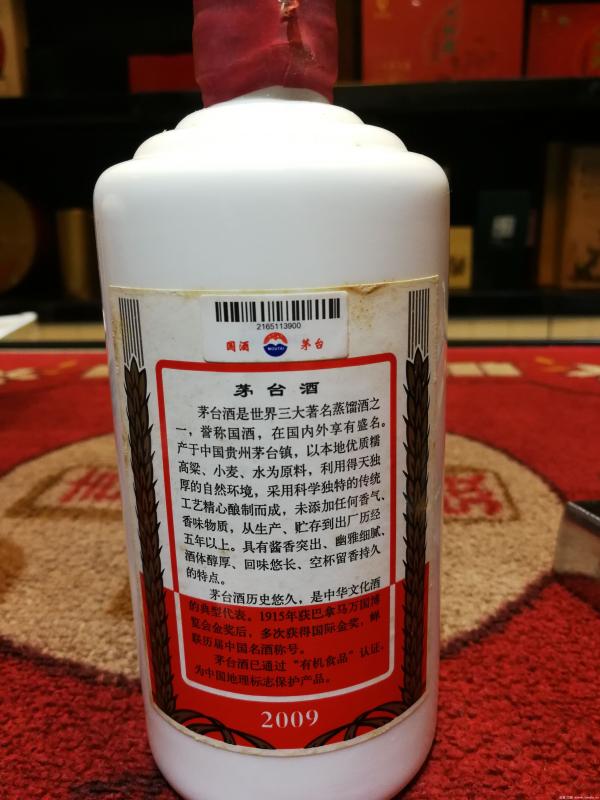 2165113900
国酒 MOUTAI 茅台
茅台酒
茅台酒是世界三大著名蒸馏酒之
一，誉称国酒，在国内外享有盛名。
产于中国贵州茅台镇，以本地优质糯
高粱、小麦、水为原料，利用得天独
厚的自然环境，采用科学独特的传统
工艺精心酿制而成，未添加任何香气、
香味物质，从生产、贮存到出厂历经
五年以上。具有酱香突出、幽雅细腻、
酒体醇厚、回味悠长、空杯留香持久
的特点。
茅台酒历史悠久，是中华文化酒
的典型代表。1915年获巴拿马万国博
览会金奖后，多次获得国际金奖，蝉
联历届中国名酒称号。
茅台酒已通过“有机食品”认证，
为中国地理标志保护产品。
2009